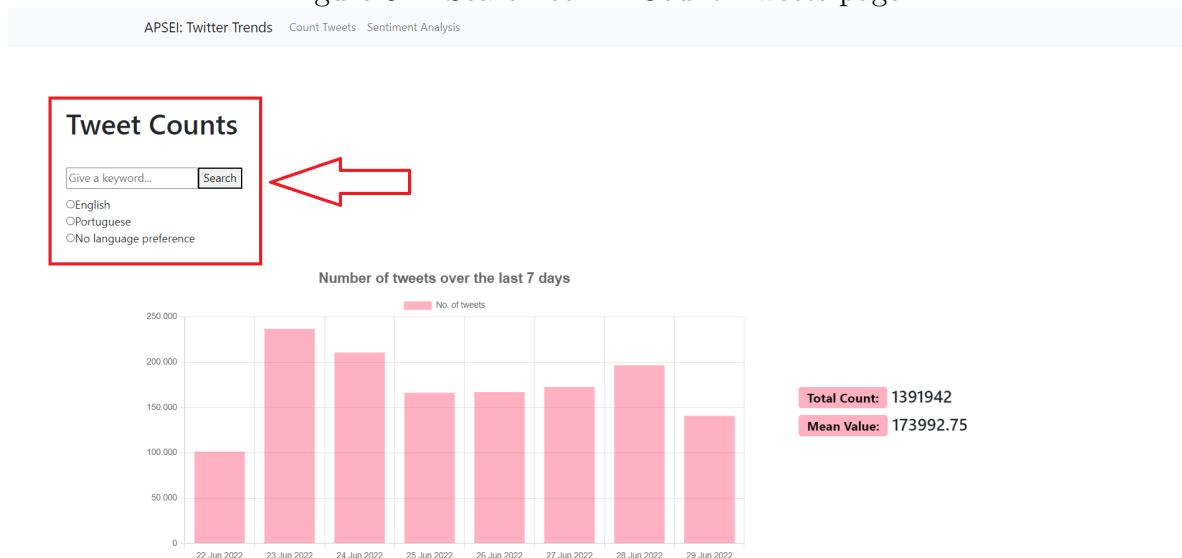 APSEI: Twitter Trends Count Tweets Sentiment Analysis
Tweet Counts
Give a keyword... Search
English
Portuguese
No language preference
Number of tweets over the last 7 days
No. of tweets
250.000
200.000
150.000
100.000
50.000
0
22 Jun 2022 23 Jun 2022 24 Jun 2022 25 Jun 2022 26 Jun 2022 27 Jun 2022 28 Jun 2022 29 Jun 2022
Total Count: 1391942
Mean Value: 173992.75